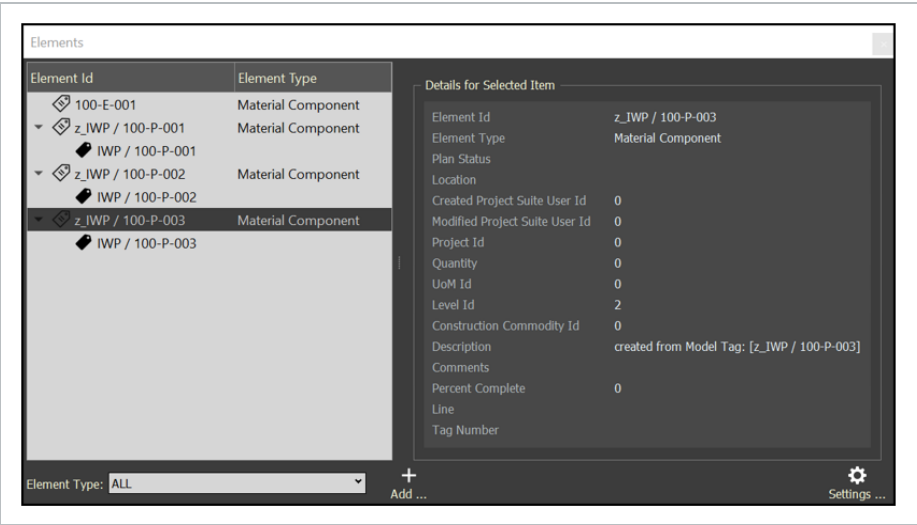 Elements
Element Id Element Type
100-E-001 Material Component
z_IWP / 100-P-001 Material Component
IWP / 100-P-001
z_IWP / 100-P-002 Material Component
IWP / 100-P-002
z_IWP / 100-P-003 Material Component
IWP / 100-P-003
Element Type: ALL
Details for Selected Item
Element Id z_IWP / 100-P-003
Element Type Material Component
Plan Status
Location
Created Project Suite User Id 0
Modified Project Suite User Id 0
Project Id 0
Quantity 0
UoM Id 0
Level Id 2
Construction Commodity Id 0
Description created from Model Tag: [z_IWP / 100-P-003]
Comments
Percent Complete 0
Line
Tag Number
Add ...
Settings ...